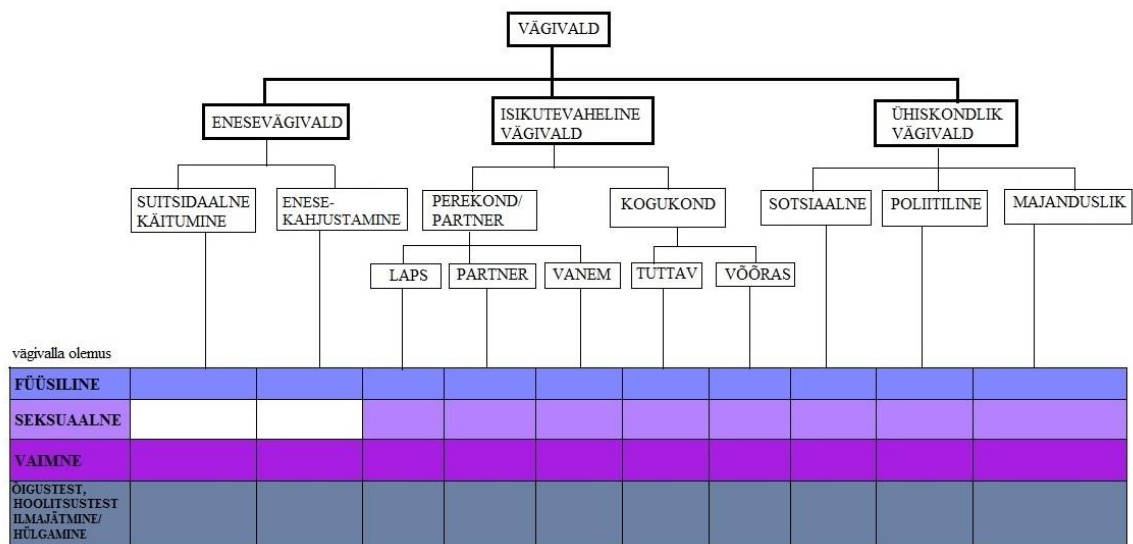 VÄGIVALD
ENESEVÄGIVALD
ISIKUTEVAHELINE
VÄGIVALD
ÜHISKONDLIK
VÄGIVALD
SUITSIDAALNE
KÄITUMINE
ENESE-
KAHJUSTAMINE
PEREKOND/
PARTNER
KOGUKOND
SOTSIAALNE
POLIITILINE
MAJANDUSLIK
LAPS
PARTNER
VANEM
TUTTAV
VÕÕRAS
vägivalla olemus
FÜÜSILINE
SEKSUAALNE
VAIMNE
ÕIGUSTEST,
HOOLITSUSTEST
ILMAJÄTMINE/
HÜLGAMINE